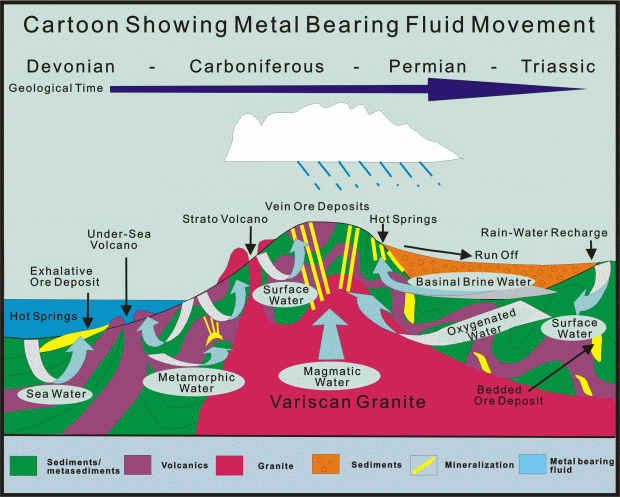 Cartoon Showing Metal Bearing Fluid Movement
Devonian - Carboniferous - Permian - Triassic
Geological Time
Vein Ore Deposits
Strato Volcano
Hot Springs
Under-Sea
Volcano
Rain-Water Recharge
Run Off
Exhalative
Ore Deposit
Basinal Brine Water
Surface
Water
Hot Springs
Oxygenated
Water
Surface
Water
Sea Water
Metamorphic
Water
Magmatic
Water
Variscan Granite
Bedded
Ore Deposit
Sediments/
metasediments
Volcanics
Granite
Sediments
Mineralization
Metal bearing
fluid